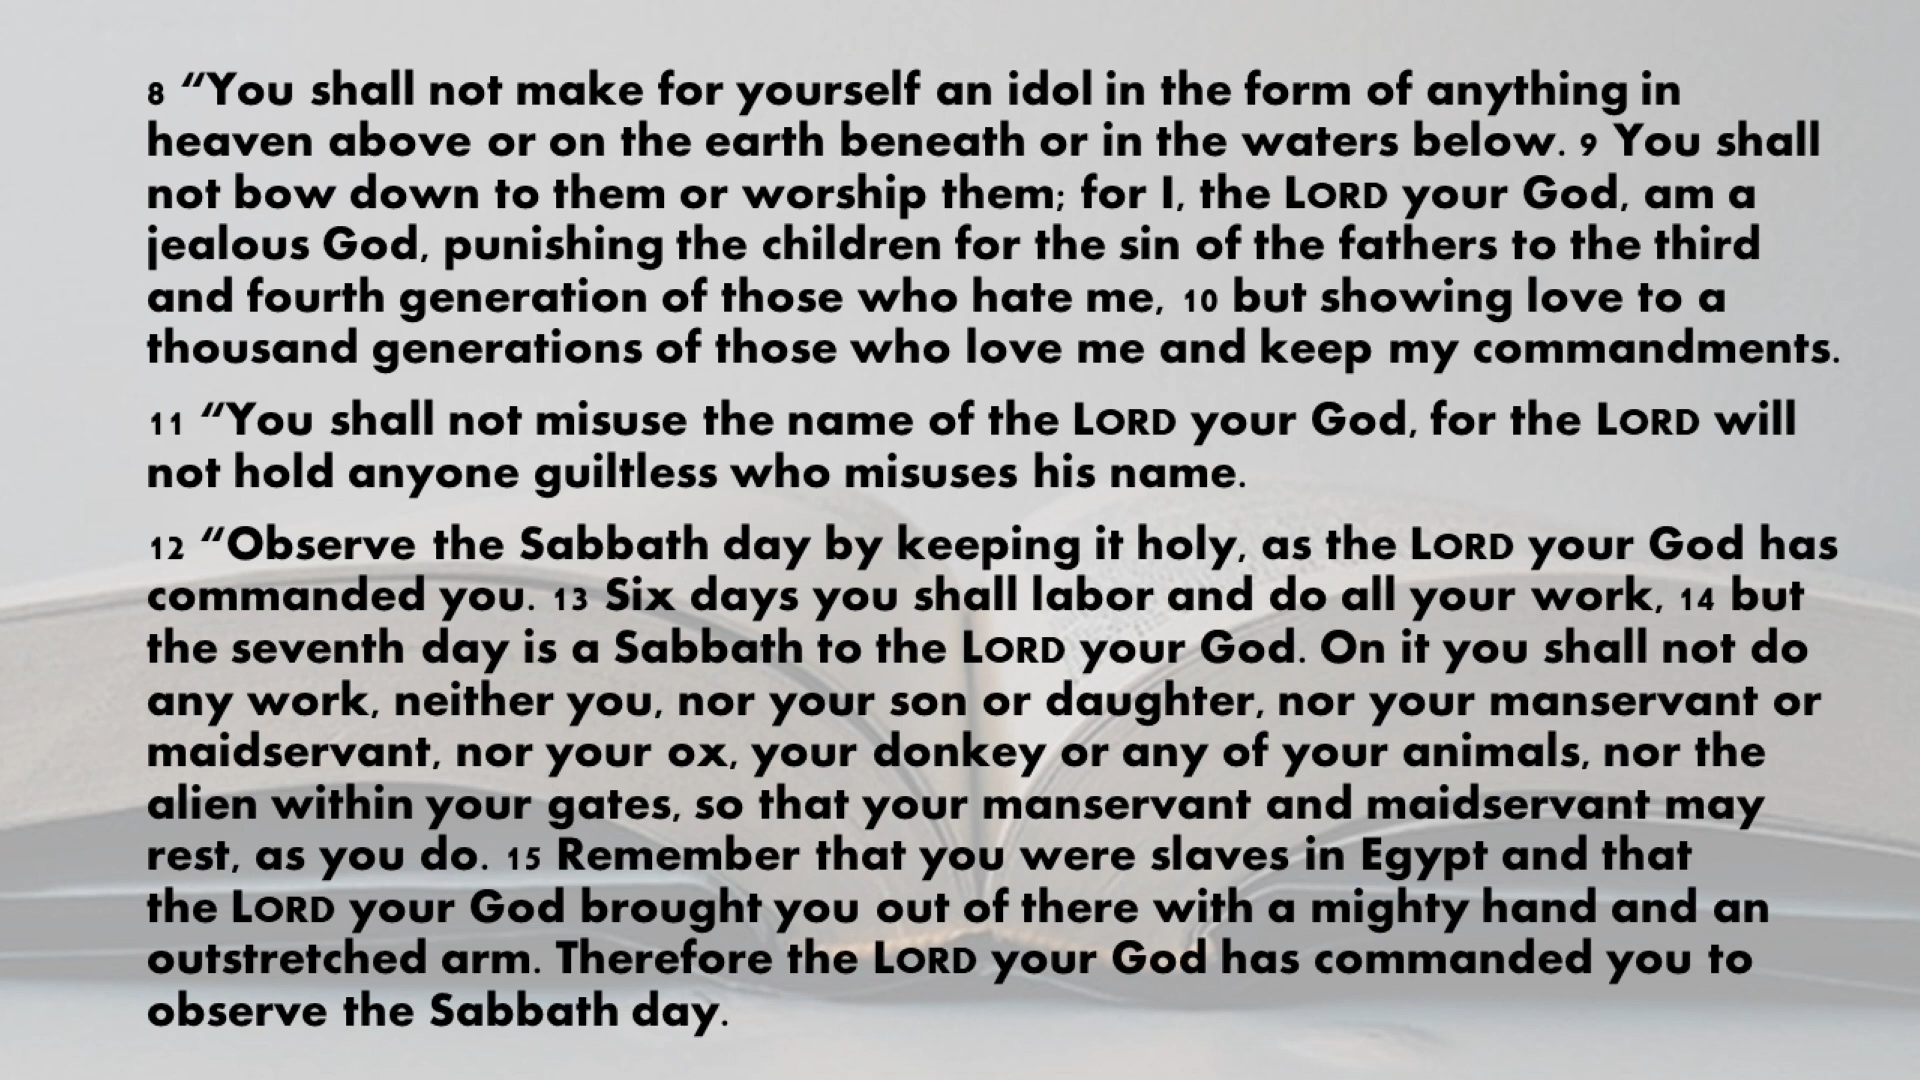 8 “You shall not make for yourself an idol in the form of anything in
heaven above or on the earth beneath or in the waters below. 9 You shall
not bow down to them or worship them; for I, the LORD your God, am a
jealous God, punishing the children for the sin of the fathers to the third
and fourth generation of those who hate me, 10 but showing love to a
thousand generations of those who love me and keep my commandments.
11 “You shall not misuse the name of the LORD your God, for the LORD will
not hold anyone guiltless who misuses his name.
12 “Observe the Sabbath day by keeping it holy, as the LORD your God has
commanded you. 13 Six days you shall labor and do all your work, 14 but
the seventh day is a Sabbath to the LORD your God. On it you shall not do
any work, neither you, nor your son or daughter, nor your manservant or
maidservant, nor your ox, your donkey or any of your animals, nor the
alien within your gates, so that your manservant and maidservant may
rest, as you do. 15 Remember that you were slaves in Egypt and that
the LORD your God brought you out of there with a mighty hand and an
outstretched arm. Therefore the LORD your God has commanded you to
observe the Sabbath day.